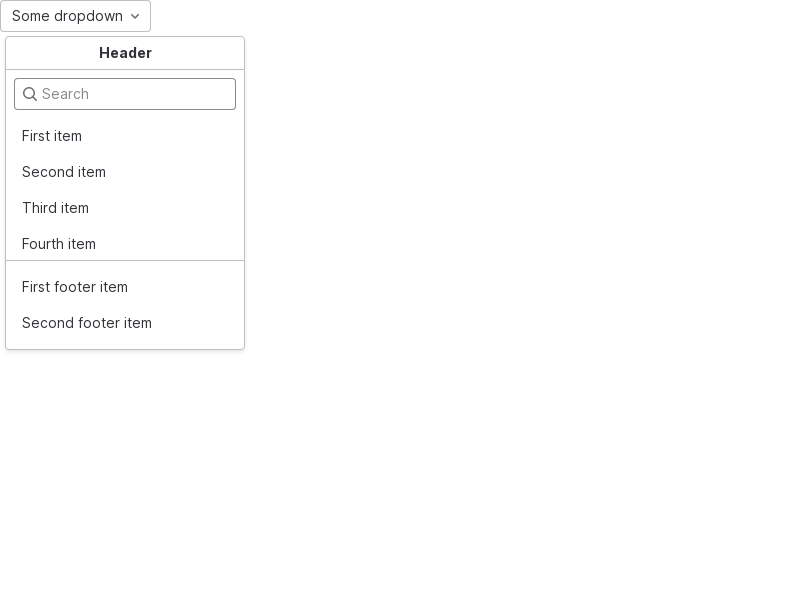 Some dropdown
Header
Search
First item
Second item
Third item
Fourth item
First footer item
Second footer item